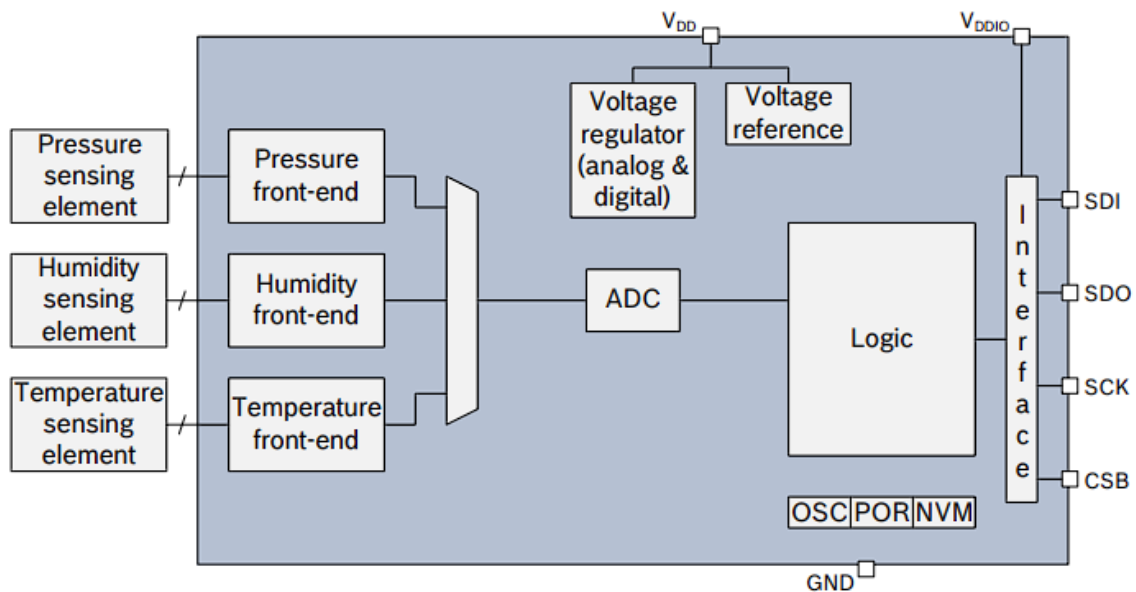 VDD
VDDIO
Voltage
regulator
(analog &
digital)
Voltage
reference
Pressure
sensing
element
Pressure
front-end
Humidity
sensing
element
Humidity
front-end
Temperature
sensing
element
Temperature
front-end
ADC
Logic
Interface
SDI
SDO
SCK
CSB
OSC POR NVM
GND